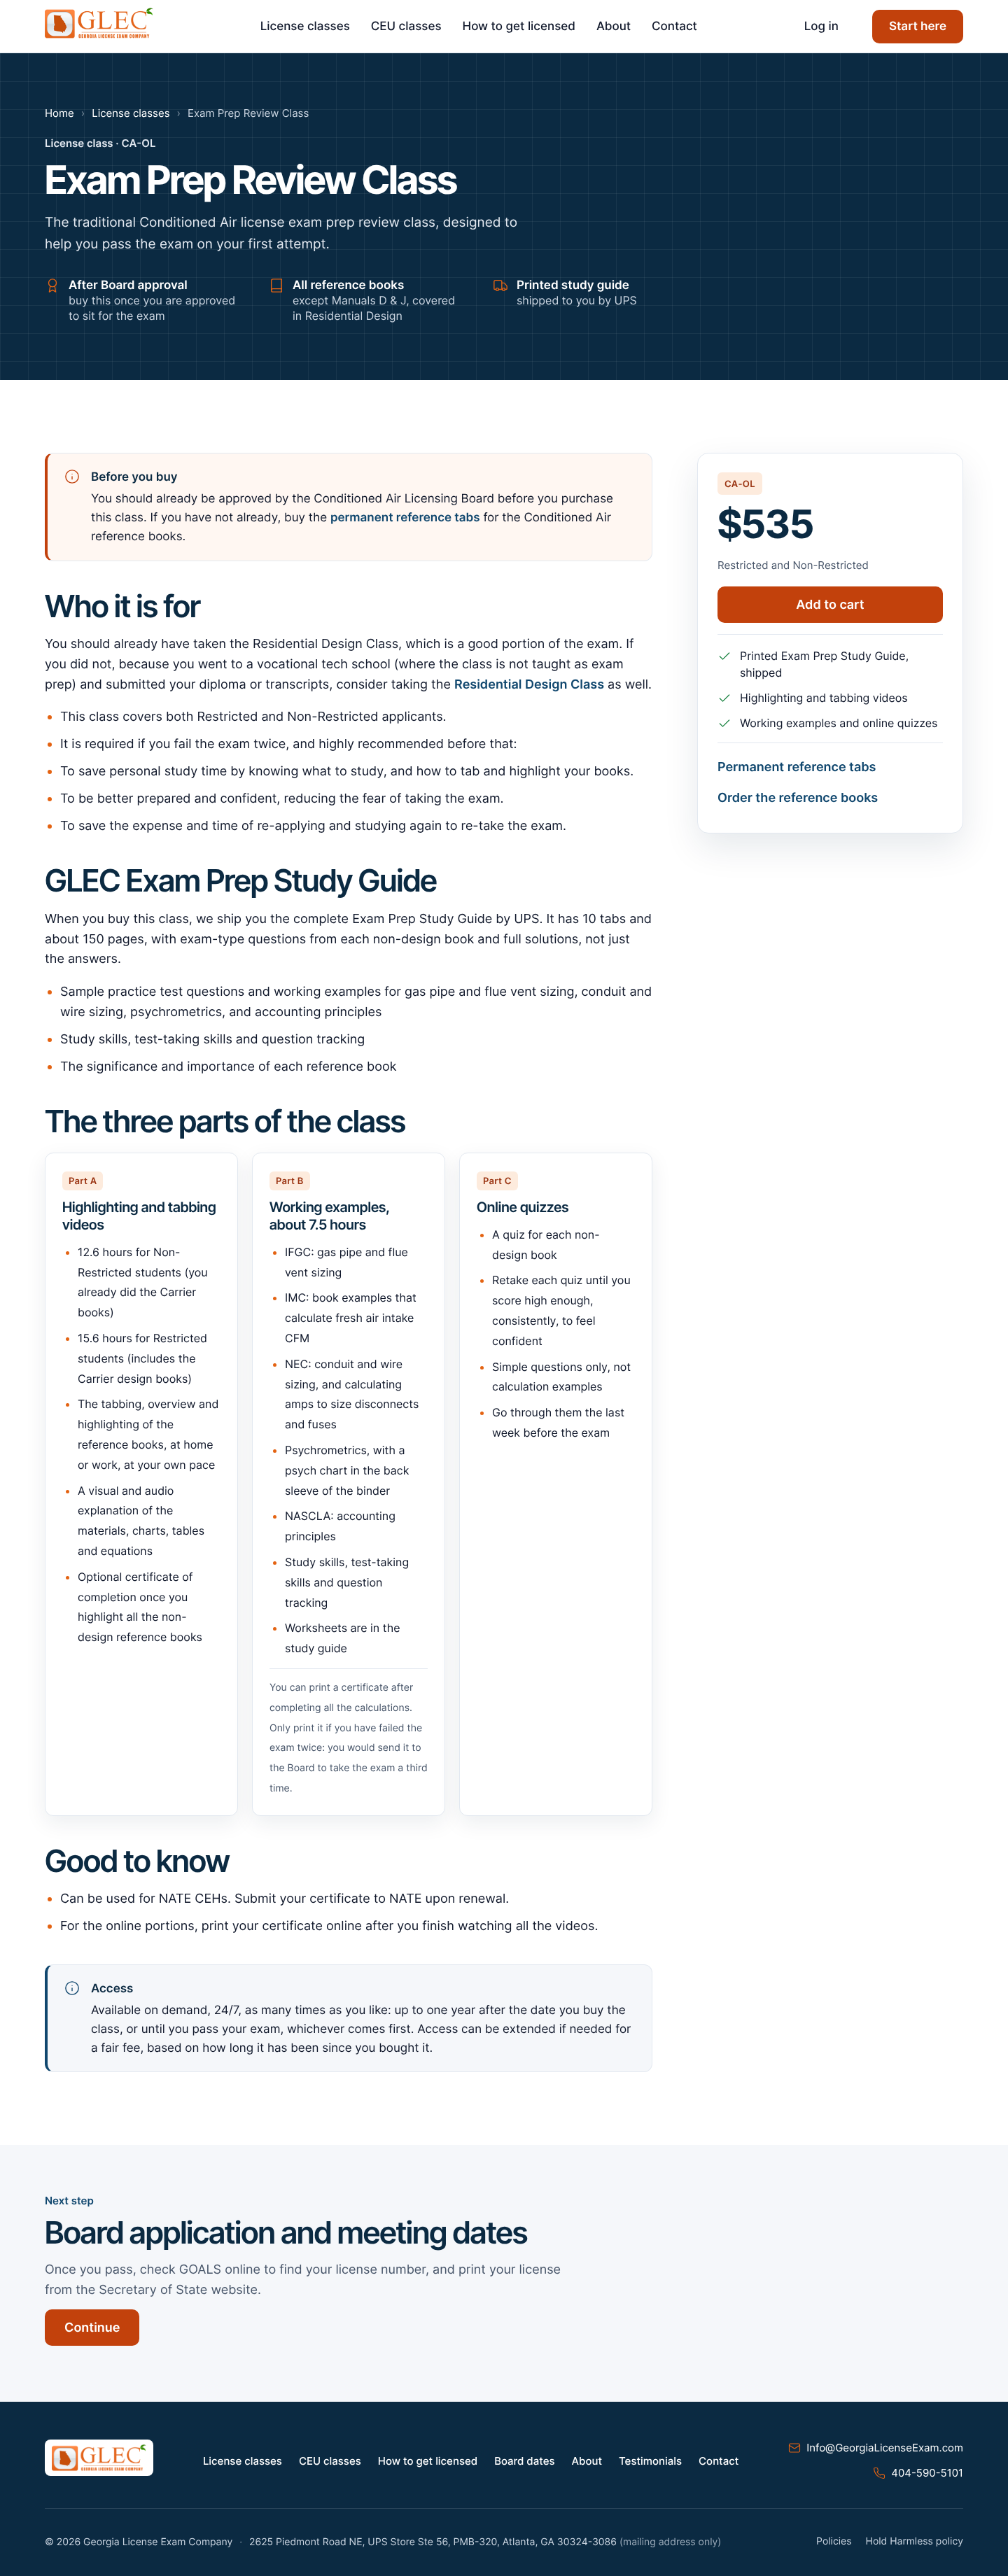 GLEC
GEORGIA LICENSE EXAM COMPANY
License classes
CEU classes
How to get licensed
About
Contact
Log in
Start here
Home › License classes › Exam Prep Review Class
License class · CA-OL
Exam Prep Review Class
The traditional Conditioned Air license exam prep review class, designed to
help you pass the exam on your first attempt.
After Board approval
buy this once you are approved
to sit for the exam
All reference books
except Manuals D & J, covered
in Residential Design
Printed study guide
shipped to you by UPS
Before you buy
You should already be approved by the Conditioned Air Licensing Board before you purchase
this class. If you have not already, buy the permanent reference tabs for the Conditioned Air
reference books.
Who it is for
You should already have taken the Residential Design Class, which is a good portion of the exam. If
you did not, because you went to a vocational tech school (where the class is not taught as exam
prep) and submitted your diploma or transcripts, consider taking the Residential Design Class as well.
• This class covers both Restricted and Non-Restricted applicants.
• It is required if you fail the exam twice, and highly recommended before that:
• To save personal study time by knowing what to study, and how to tab and highlight your books.
• To be better prepared and confident, reducing the fear of taking the exam.
• To save the expense and time of re-applying and studying again to re-take the exam.
GLEC Exam Prep Study Guide
When you buy this class, we ship you the complete Exam Prep Study Guide by UPS. It has 10 tabs and
about 150 pages, with exam-type questions from each non-design book and full solutions, not just
the answers.
• Sample practice test questions and working examples for gas pipe and flue vent sizing, conduit and
wire sizing, psychrometrics, and accounting principles
• Study skills, test-taking skills and question tracking
• The significance and importance of each reference book
The three parts of the class
Part A
Highlighting and tabbing
videos
• 12.6 hours for Non-
Restricted students (you
already did the Carrier
books)
• 15.6 hours for Restricted
students (includes the
Carrier design books)
• The tabbing, overview and
highlighting of the
reference books, at home
or work, at your own pace
• A visual and audio
explanation of the
materials, charts, tables
and equations
• Optional certificate of
completion once you
highlight all the non-
design reference books
Part B
Working examples,
about 7.5 hours
• IFGC: gas pipe and flue
vent sizing
• IMC: book examples that
calculate fresh air intake
CFM
• NEC: conduit and wire
sizing, and calculating
amps to size disconnects
and fuses
• Psychrometrics, with a
psych chart in the back
sleeve of the binder
• NASCLA: accounting
principles
• Study skills, test-taking
skills and question
tracking
• Worksheets are in the
study guide
You can print a certificate after
completing all the calculations.
Only print it if you have failed the
exam twice: you would send it to
the Board to take the exam a third
time.
Part C
Online quizzes
• A quiz for each non-
design book
• Retake each quiz until you
score high enough,
consistently, to feel
confident
• Simple questions only, not
calculation examples
• Go through them the last
week before the exam
Good to know
• Can be used for NATE CEHs. Submit your certificate to NATE upon renewal.
• For the online portions, print your certificate online after you finish watching all the videos.
Access
Available on demand, 24/7, as many times as you like: up to one year after the date you buy the
class, or until you pass your exam, whichever comes first. Access can be extended if needed for
a fair fee, based on how long it has been since you bought it.
CA-OL
$535
Restricted and Non-Restricted
Add to cart
Printed Exam Prep Study Guide,
shipped
Highlighting and tabbing videos
Working examples and online quizzes
Permanent reference tabs
Order the reference books
Next step
Board application and meeting dates
Once you pass, check GOALS online to find your license number, and print your license
from the Secretary of State website.
Continue
GLEC
GEORGIA LICENSE EXAM COMPANY
License classes
CEU classes
How to get licensed
Board dates
About
Testimonials
Contact
Info@GeorgiaLicenseExam.com
404-590-5101
© 2026 Georgia License Exam Company · 2625 Piedmont Road NE, UPS Store Ste 56, PMB-320, Atlanta, GA 30324-3086 (mailing address only)
Policies
Hold Harmless policy